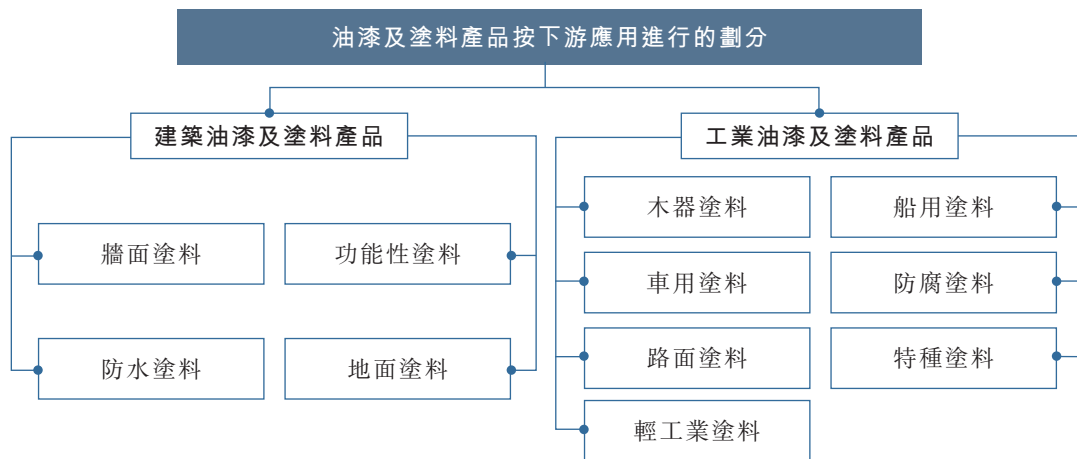 油漆及塗料產品按下游應用進行的劃分
建築油漆及塗料產品
工業油漆及塗料產品
牆面塗料
功能性塗料
防水塗料
地面塗料
木器塗料
船用塗料
車用塗料
防腐塗料
路面塗料
特種塗料
輕工業塗料